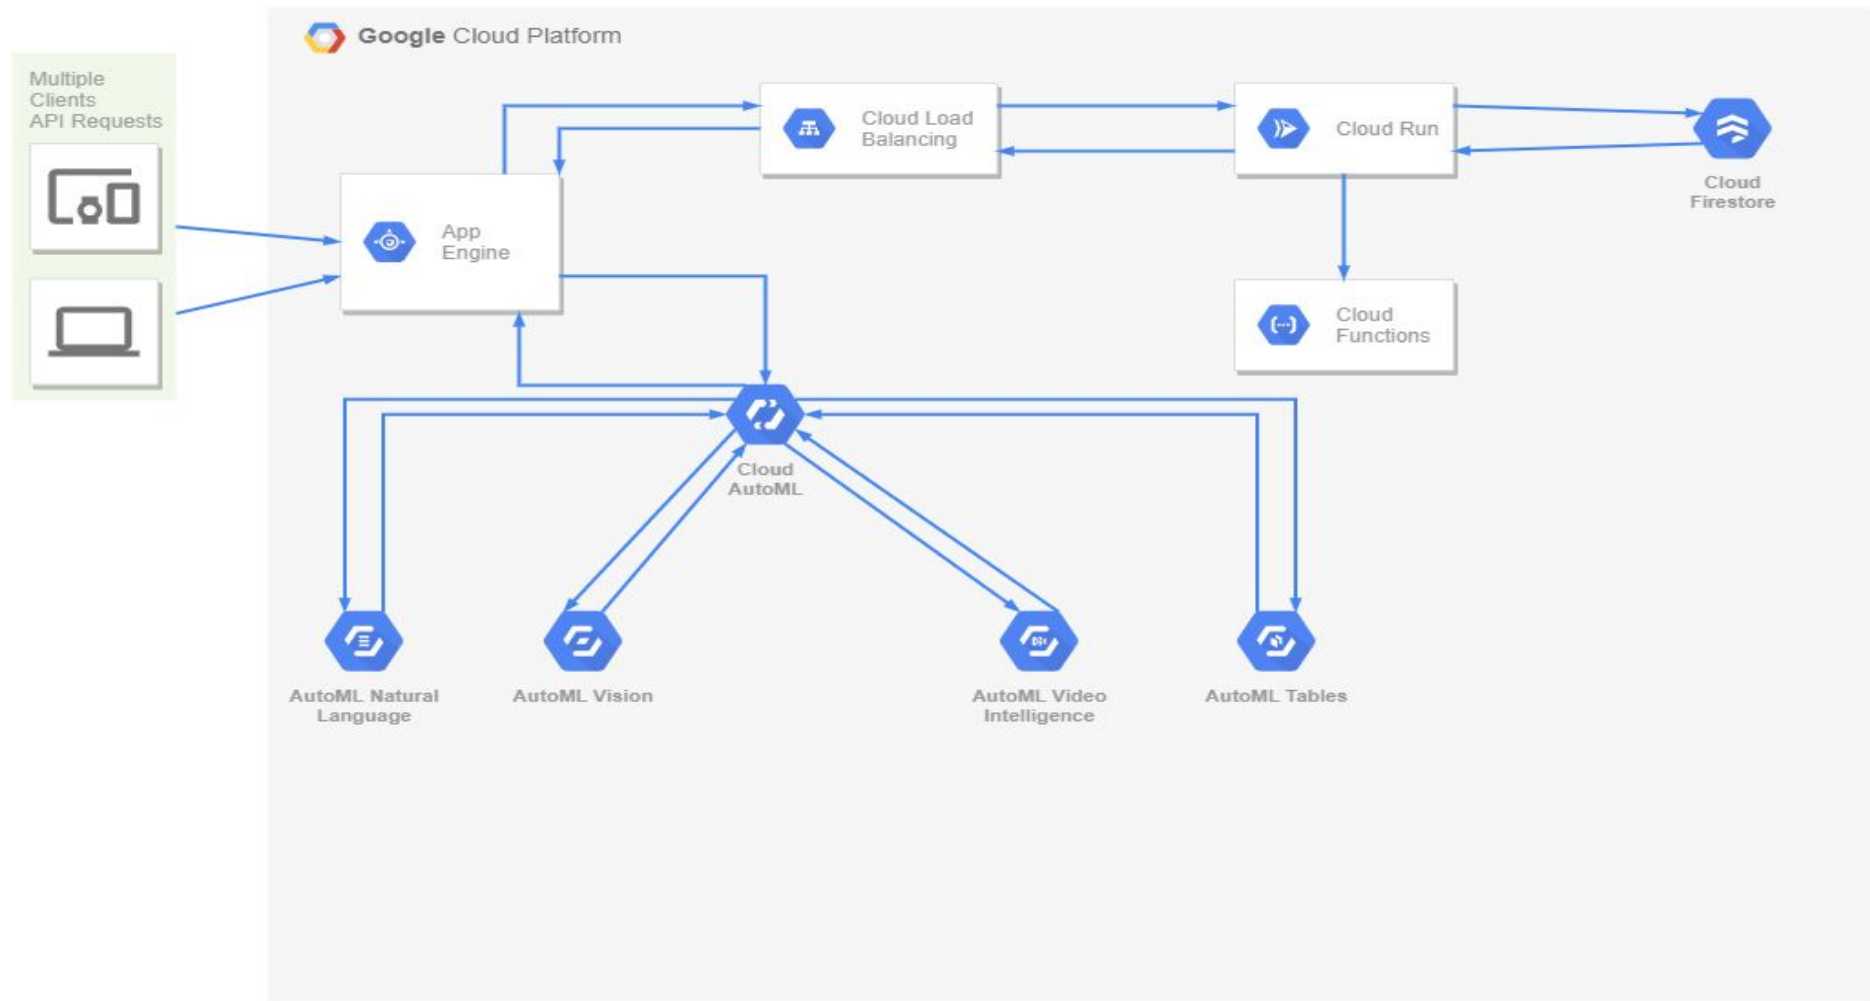 Google Cloud Platform
Multiple
Clients
API Requests
Cloud Load
Balancing
Cloud Run
Cloud
Firestore
App
Engine
Cloud
Functions
Cloud
AutoML
AutoML Natural
Language
AutoML Vision
AutoML Video
Intelligence
AutoML Tables